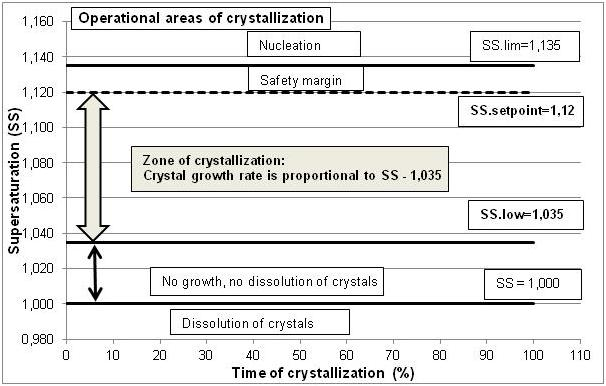 Operational areas of crystallization
1,160
Nucleation
SS.lim=1,135
1,140
Safety margin
1,120
SS.setpoint=1,12
1,100
Zone of crystallization:
Crystal growth rate is proportional to SS - 1,035
1,080
1,060
SS.low=1,035
1,040
No growth, no dissolution of crystals
SS = 1,000
1,020
1,000
Dissolution of crystals
0,980
Supersaturation (SS)
0 10 20 30 40 50 60 70 80 90 100 110
Time of crystallization (%)